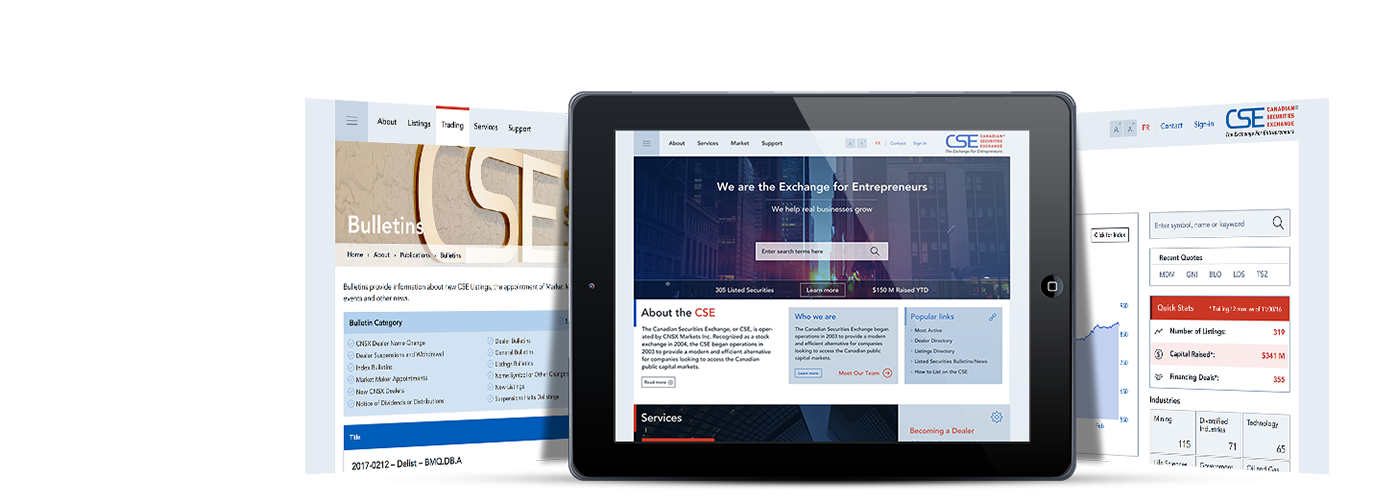 About Listings Trading Services Support
CSE
Bulletins
Home › About › Publications › Bulletins
Bulletins provide information about new CSE Listings, the appointment of Market
events and other news.
Bulletin Category
CNSX Dealer Name Change
Dealer Suspensions and Withdrawal
Index Bulletins
Market Maker Appointments
New CNSX Dealers
Notice of Dividends or Distributions
Dealer Bulletins
General Bulletins
Listings Bulletins
Name Symbol or Other Changes
New Listings
Suspensions Halts Delistings
Title
2017-0212 – Delist – BMQ.DB.A
About Services Market Support
A A FR Contact Sign in
CSE CANADIAN
SECURITIES
EXCHANGE
The Exchange For Entrepreneurs
We are the Exchange for Entrepreneurs
We help real businesses grow
Enter search terms here
305 Listed Securities Learn more $150 M Raised YTD
About the CSE
The Canadian Securities Exchange, or CSE, is oper-
ated by CNSX Markets Inc. Recognized as a stock
exchange in 2004, the CSE began operations in
2003 to provide a modern and efficient alternative
for companies looking to access the Canadian
public capital markets.
Read more
Who we are
The Canadian Securities Exchange began
operations in 2003 to provide a modern
and efficient alternative for companies
looking to access the Canadian public
capital markets.
Learn more Meet Our Team
Popular links
› Most Active
› Dealer Directory
› Listings Directory
› Listed Securities Bulletins/News
› How to List on the CSE
Services
Becoming a Dealer
A A FR Contact Sign-in
CSE CANADIAN
SECURITIES
EXCHANGE
The Exchange For Entrepreneurs
Click for Index
Feb
Enter symbol, name or keyword
Recent Quotes
MDM GNI BLO LDS TSZ
Quick Stats *Trailing 12 mos as of 11/30/16
Number of Listings: 319
Capital Raised*: $341 M
Financing Deals*: 355
Industries
Mining
115
Diversified
Industries
71
Technology
65
Life Sciences
Government
Oil and Gas